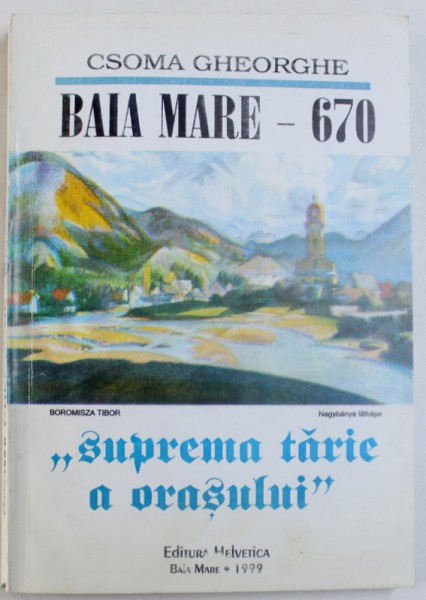 CSOMA GHEORGHE
BAIA MARE – 670
BOROMISZA TIBOR
Nagybánya látképe
„suprema tărie
a orașului”
EDITURA HELVETICA
BAIA MARE • 1999